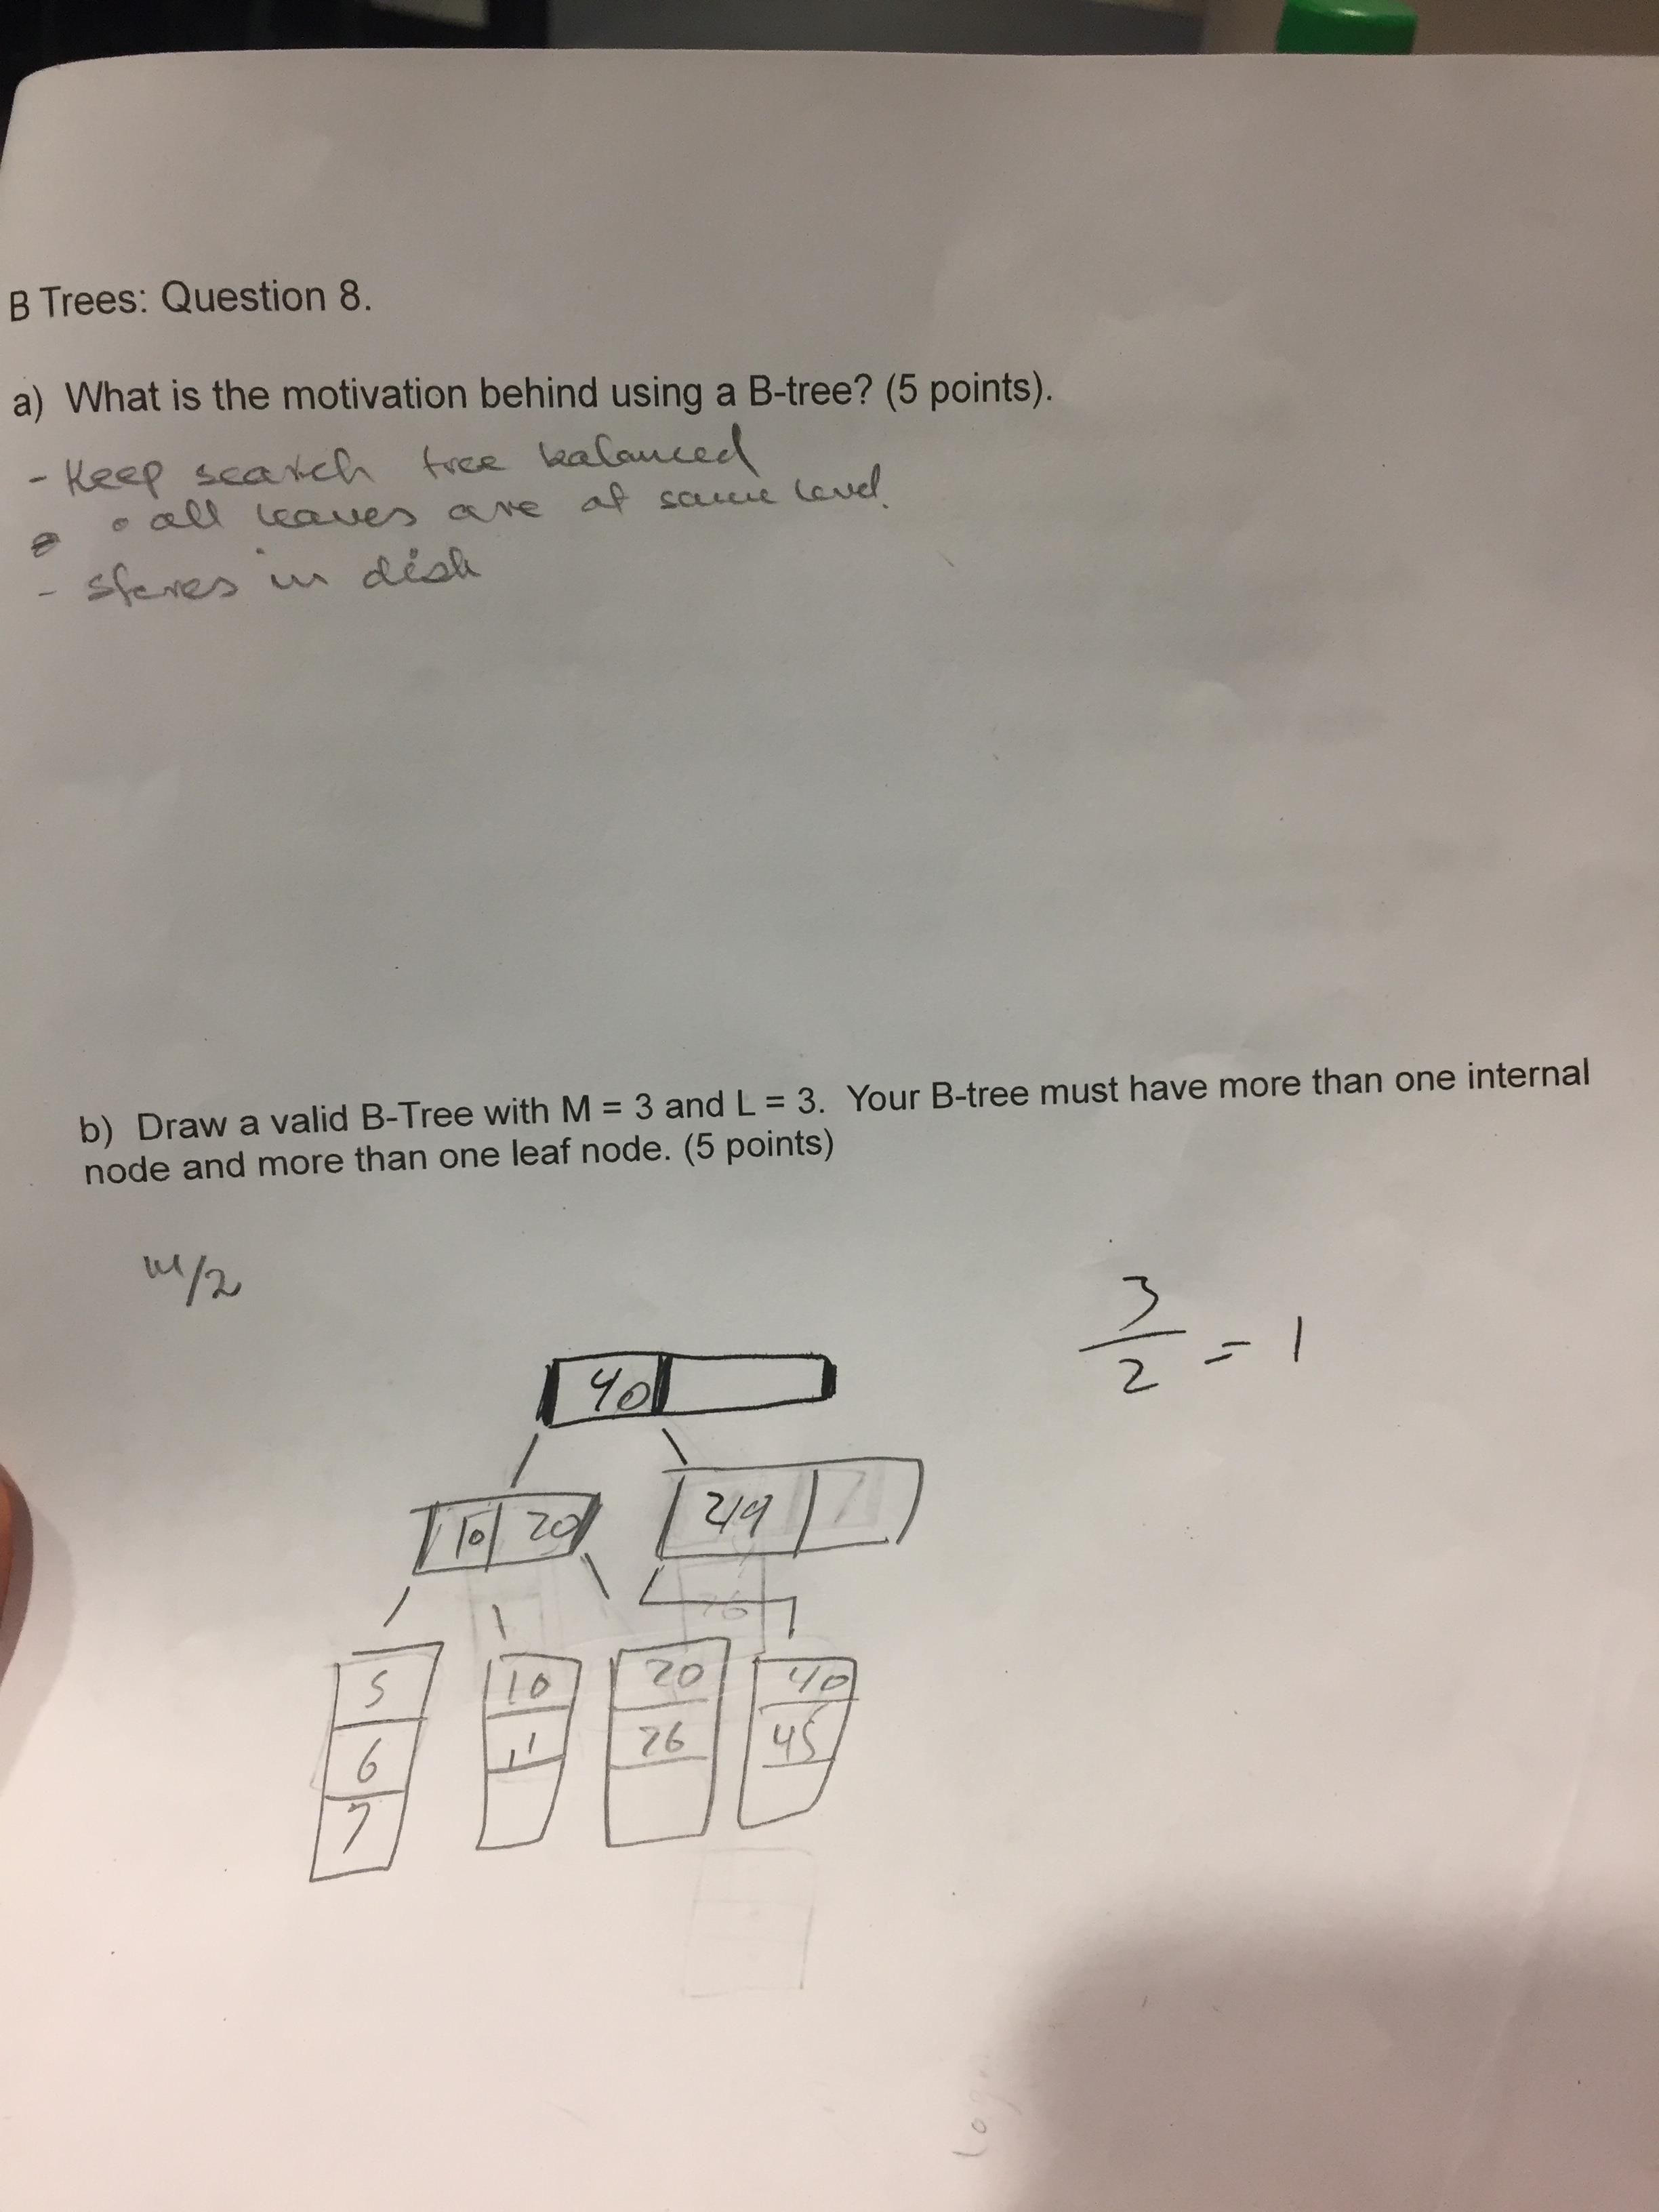 B Trees: Question 8.
a) What is the motivation behind using a B-tree? (5 points).
- Keep search tree balanced
• all leaves are at same level.
- stores in disk
b) Draw a valid B-Tree with M = 3 and L = 3. Your B-tree must have more than one internal
node and more than one leaf node. (5 points)
M/2
3
2 = 1
40
10 20
5 10 20 40
6 11 26 45
7